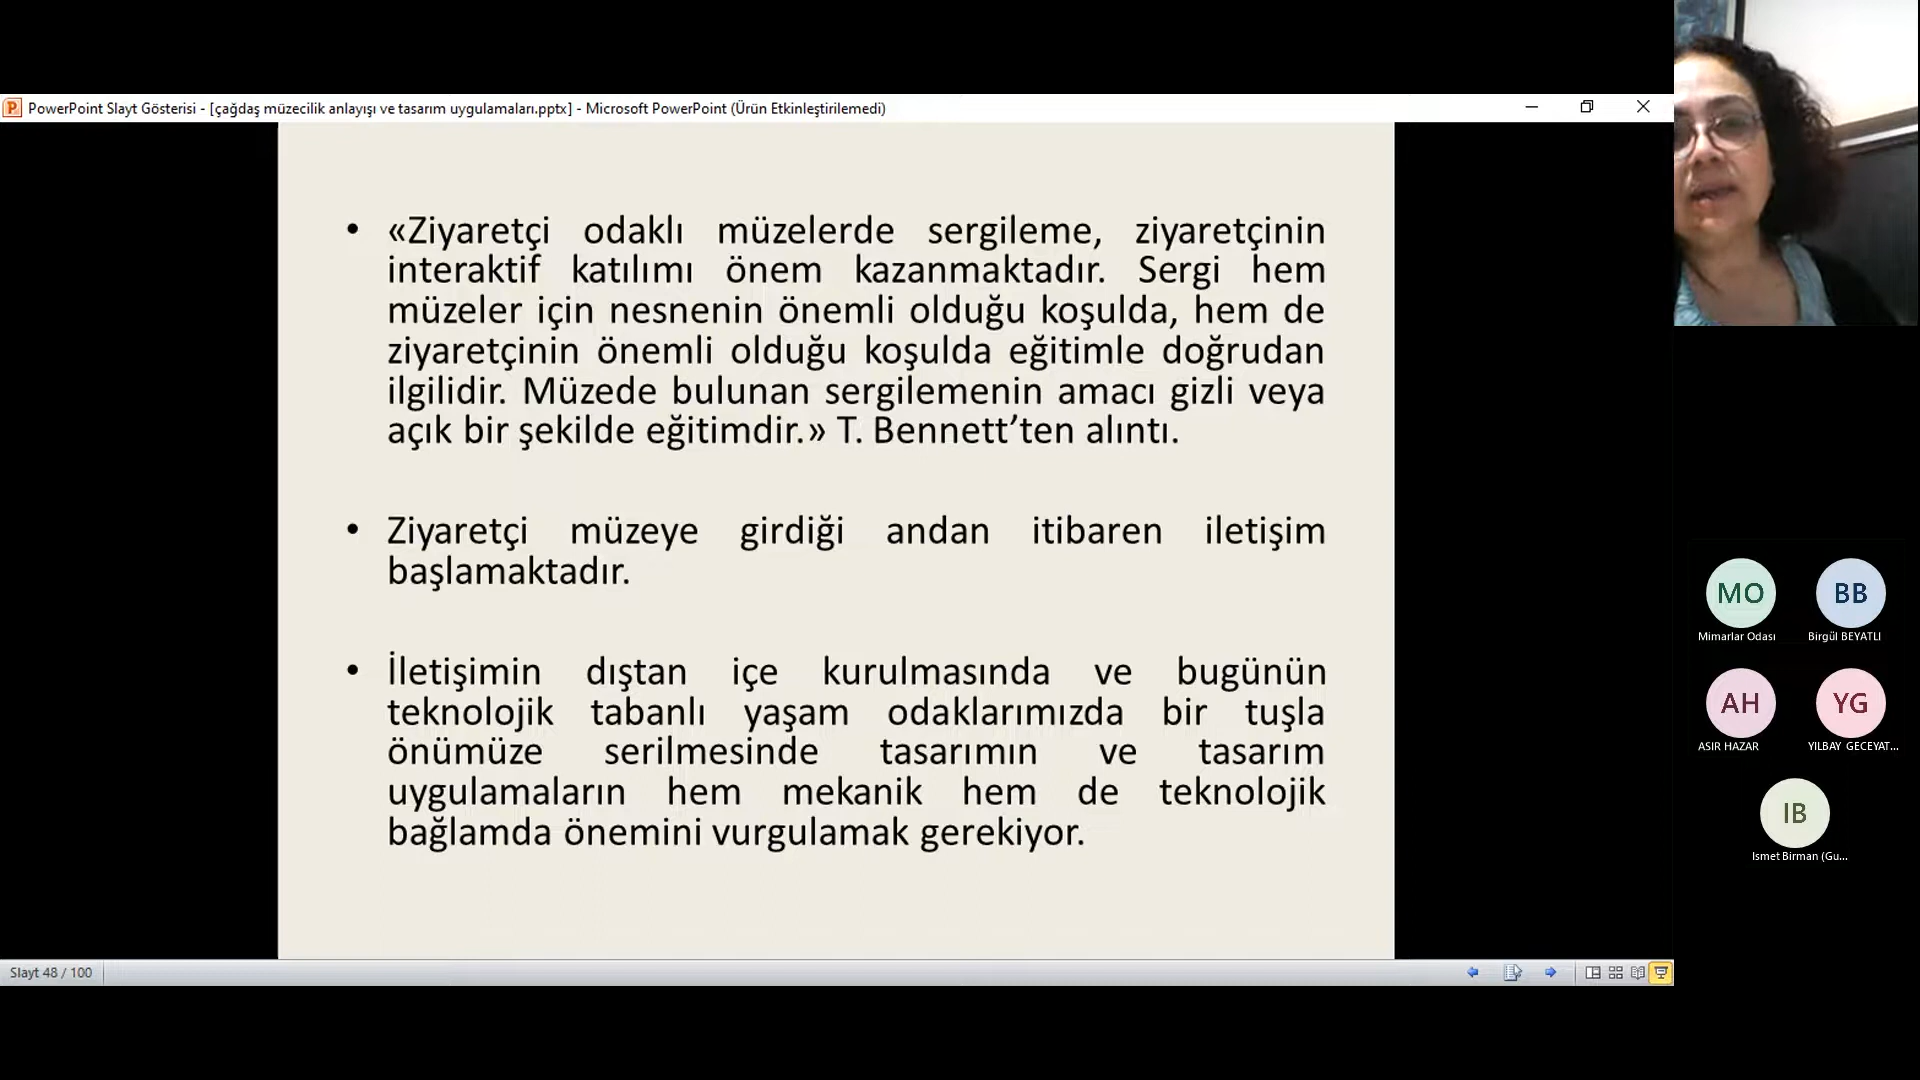 PowerPoint Slayt Gösterisi - [çağdaş müzecilik anlayışı ve tasarım uygulamaları.pptx] - Microsoft PowerPoint (Ürün Etkinleştirilemedi)
• «Ziyaretçi odaklı müzelerde sergileme, ziyaretçinin
interaktif katılımı önem kazanmaktadır. Sergi hem
müzeler için nesnenin önemli olduğu koşulda, hem de
ziyaretçinin önemli olduğu koşulda eğitimle doğrudan
ilgilidir. Müzede bulunan sergilemenin amacı gizli veya
açık bir şekilde eğitimdir.» T. Bennett’ten alıntı.
• Ziyaretçi müzeye girdiği andan itibaren iletişim
başlamaktadır.
• İletişimin dıştan içe kurulmasında ve bugünün
teknolojik tabanlı yaşam odaklarımızda bir tuşla
önümüze serilmesinde tasarımın ve tasarım
uygulamaların hem mekanik hem de teknolojik
bağlamda önemini vurgulamak gerekiyor.
Slayt 48 / 100
MO BB
Mimarlar Odası Birgül BEYATLI
AH YG
ASIR HAZAR YILBAY GECEYAT...
IB
Ismet Birman (Gu...